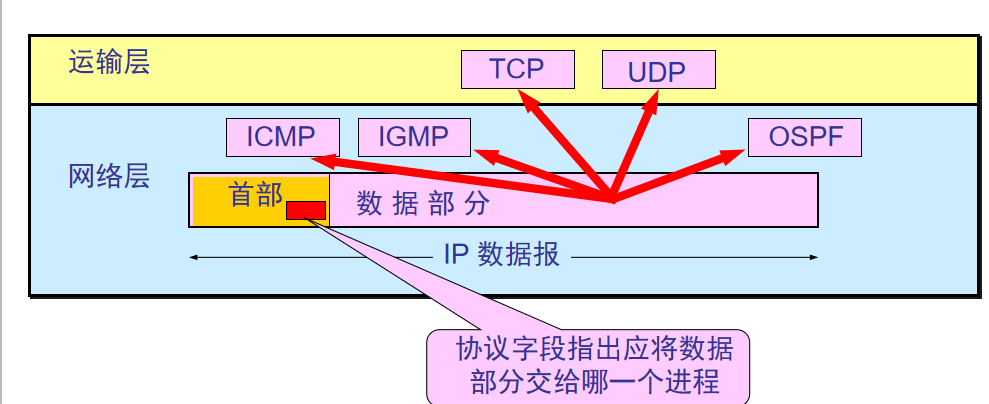 运输层
TCP
UDP
ICMP
IGMP
OSPF
网络层
首部
数据部分
IP 数据报
协议字段指出应将数据
部分交给哪一个进程